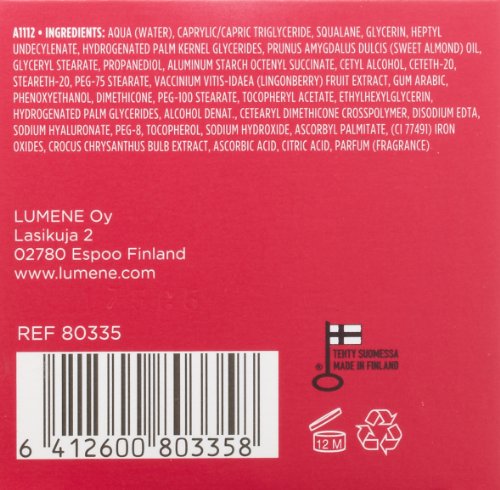 A1112 • INGREDIENTS: AQUA (WATER), CAPRYLIC/CAPRIC TRIGLYCERIDE, SQUALANE, GLYCERIN, HEPTYL
UNDECYLENATE, HYDROGENATED PALM KERNEL GLYCERIDES, PRUNUS AMYGDALUS DULCIS (SWEET ALMOND) OIL,
GLYCERYL STEARATE, PROPANEDIOL, ALUMINUM STARCH OCTENYL SUCCINATE, CETYL ALCOHOL, CETETH-20,
STEARETH-20, PEG-75 STEARATE, VACCINIUM VITIS-IDAEA (LINGONBERRY) FRUIT EXTRACT, GUM ARABIC,
PHENOXYETHANOL, DIMETHICONE, PEG-100 STEARATE, TOCOPHERYL ACETATE, ETHYLHEXYLGLYCERIN,
HYDROGENATED PALM GLYCERIDES, ALCOHOL DENAT., CETEARYL DIMETHICONE CROSSPOLYMER, DISODIUM EDTA,
SODIUM HYALURONATE, PEG-8, TOCOPHEROL, SODIUM HYDROXIDE, ASCORBYL PALMITATE, (CI 77491) IRON
OXIDES, CROCUS CHRYSANTHUS BULB EXTRACT, ASCORBIC ACID, CITRIC ACID, PARFUM (FRAGRANCE)
LUMENE Oy
Lasikuja 2
02780 Espoo Finland
www.lumene.com
REF 80335
TEHTY SUOMESSA
® MADE IN FINLAND
12 M
6 412600 803358